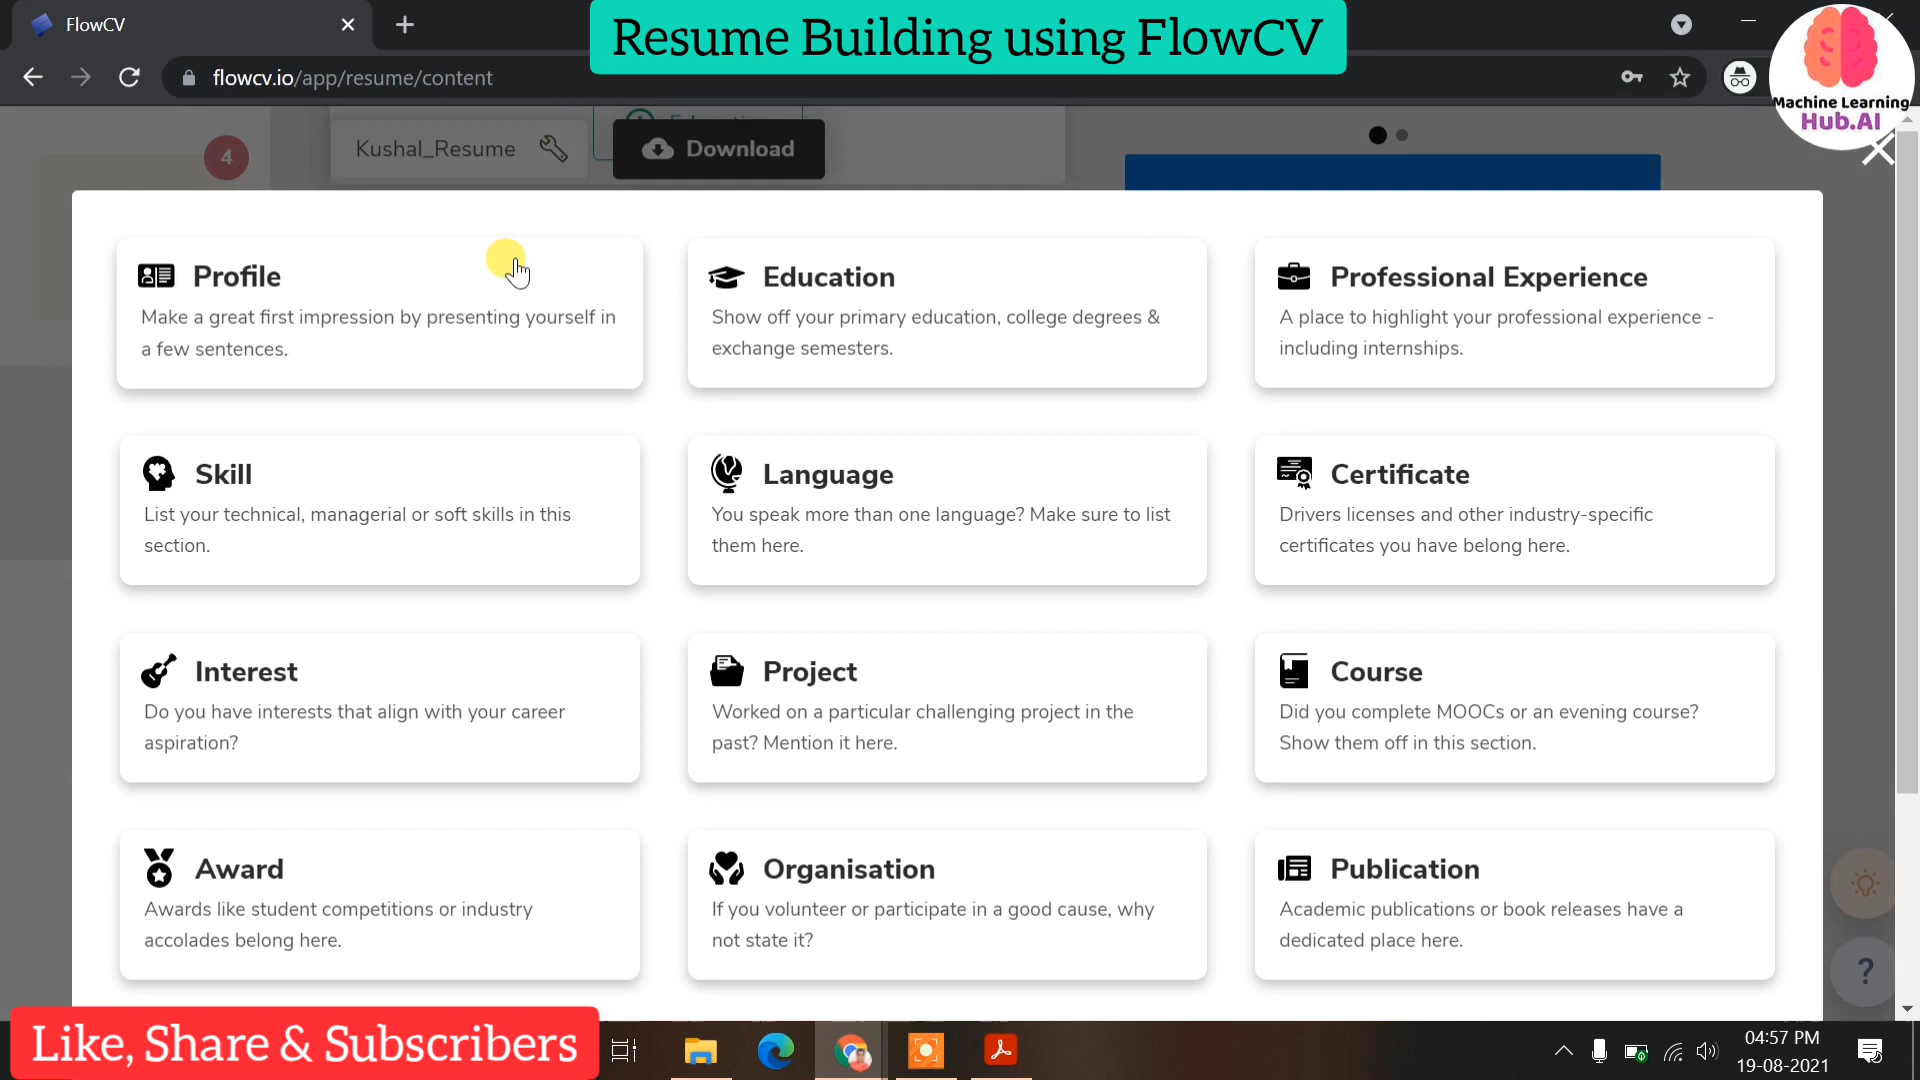 FlowCV
Resume Building using FlowCV
flowcv.io/app/resume/content
Machine Learning
Hub.AI
4
Kushal_Resume
Download
Profile
Make a great first impression by presenting yourself in
a few sentences.
Education
Show off your primary education, college degrees &
exchange semesters.
Professional Experience
A place to highlight your professional experience -
including internships.
Skill
List your technical, managerial or soft skills in this
section.
Language
You speak more than one language? Make sure to list
them here.
Certificate
Drivers licenses and other industry-specific
certificates you have belong here.
Interest
Do you have interests that align with your career
aspiration?
Project
Worked on a particular challenging project in the
past? Mention it here.
Course
Did you complete MOOCs or an evening course?
Show them off in this section.
Award
Awards like student competitions or industry
accolades belong here.
Organisation
If you volunteer or participate in a good cause, why
not state it?
Publication
Academic publications or book releases have a
dedicated place here.
?
Like, Share & Subscribers
04:57 PM
19-08-2021